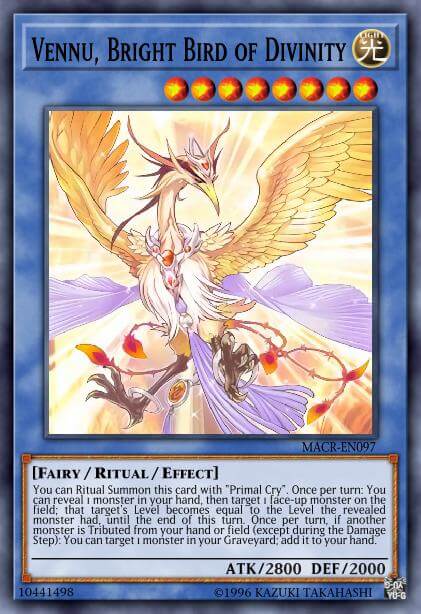 VENNU, BRIGHT BIRD OF DIVINITY
LIGHT
光
MACR-EN097
[FAIRY / RITUAL / EFFECT]
You can Ritual Summon this card with "Primal Cry". Once per turn: You
can reveal 1 monster in your hand, then target 1 face-up monster on the
field; that target's Level becomes equal to the Level the revealed
monster had, until the end of this turn. Once per turn, if another
monster is Tributed from your hand or field (except during the Damage
Step): You can target 1 monster in your Graveyard; add it to your hand.
ATK/2800 DEF/2000
10441498
©1996 KAZUKI TAKAHASHI